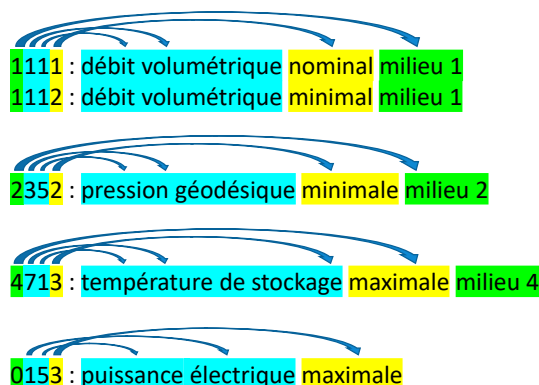 1111 : débit volumétrique nominal milieu 1
1112 : débit volumétrique minimal milieu 1
2352 : pression géodésique minimale milieu 2
4713 : température de stockage maximale milieu 4
0153 : puissance électrique maximale